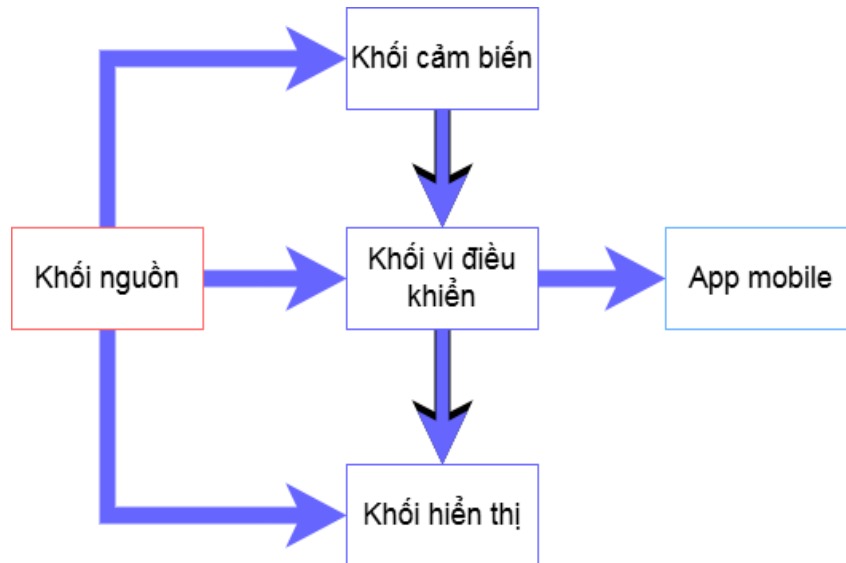 Khối cảm biến
Khối nguồn
Khối vi điều
khiển
App mobile
Khối hiển thị